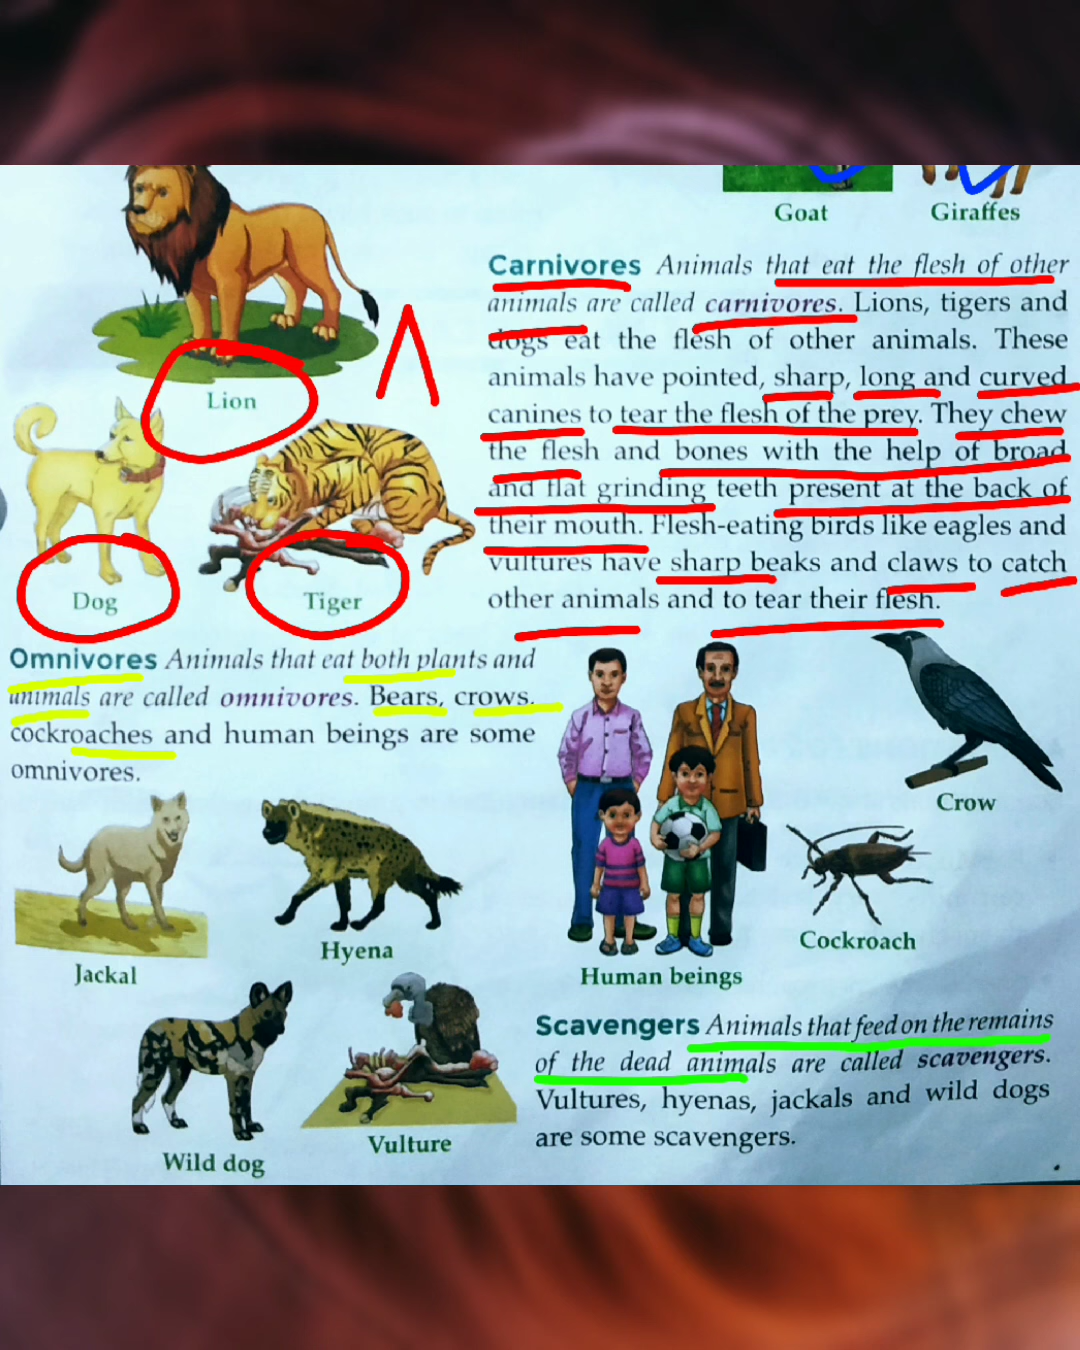 Goat
Giraffes
Carnivores Animals that eat the flesh of other
animals are called carnivores. Lions, tigers and
dogs eat the flesh of other animals. These
animals have pointed, sharp, long and curved
canines to tear the flesh of the prey. They chew
the flesh and bones with the help of broad
and flat grinding teeth present at the back of
their mouth. Flesh-eating birds like eagles and
vultures have sharp beaks and claws to catch
other animals and to tear their flesh.
Lion
Dog
Tiger
Omnivores Animals that eat both plants and
animals are called omnivores. Bears, crows,
cockroaches and human beings are some
omnivores.
Crow
Jackal
Hyena
Human beings
Cockroach
Wild dog
Vulture
Scavengers Animals that feed on the remains
of the dead animals are called scavengers.
Vultures, hyenas, jackals and wild dogs
are some scavengers.